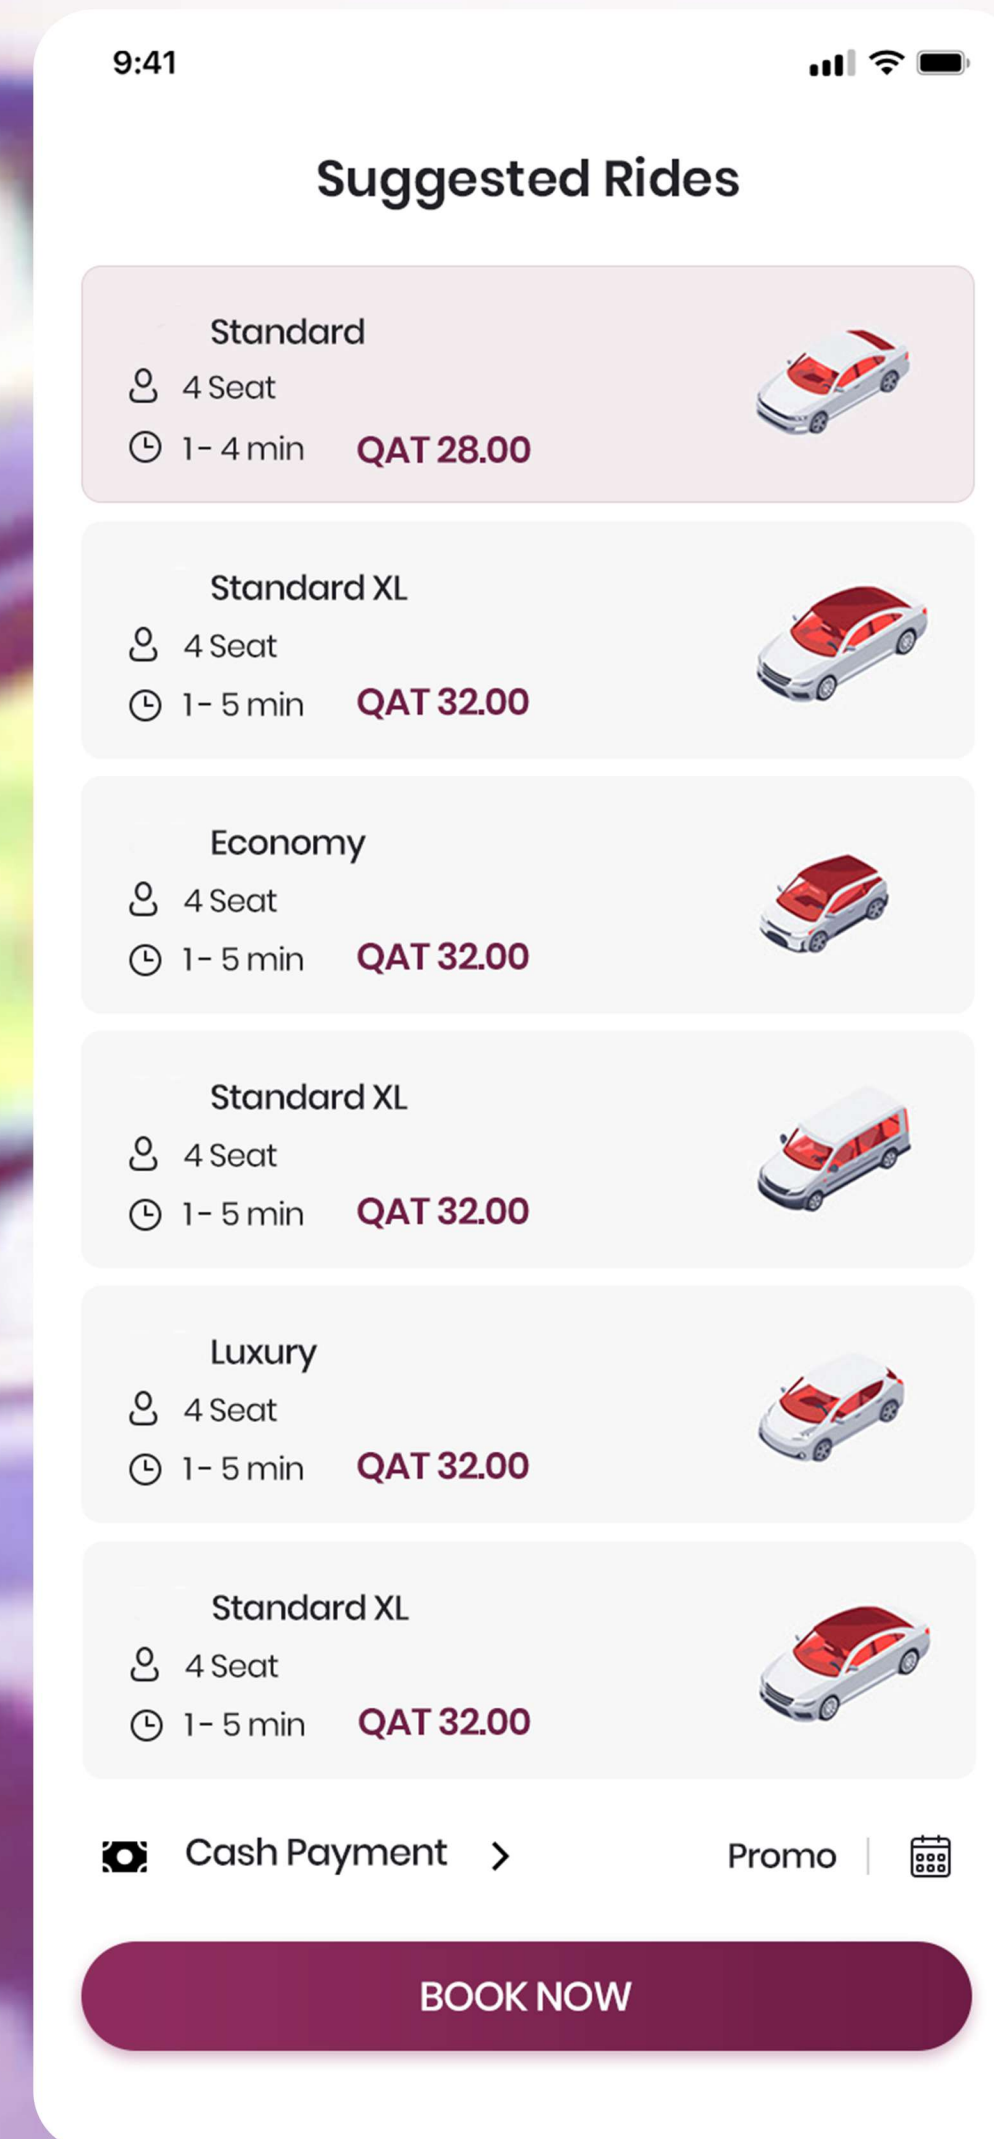 9:41
Suggested Rides
Standard
4 Seat
1 - 4 min QAT 28.00
Standard XL
4 Seat
1 - 5 min QAT 32.00
Economy
4 Seat
1 - 5 min QAT 32.00
Standard XL
4 Seat
1 - 5 min QAT 32.00
Luxury
4 Seat
1 - 5 min QAT 32.00
Standard XL
4 Seat
1 - 5 min QAT 32.00
Cash Payment > Promo
BOOK NOW